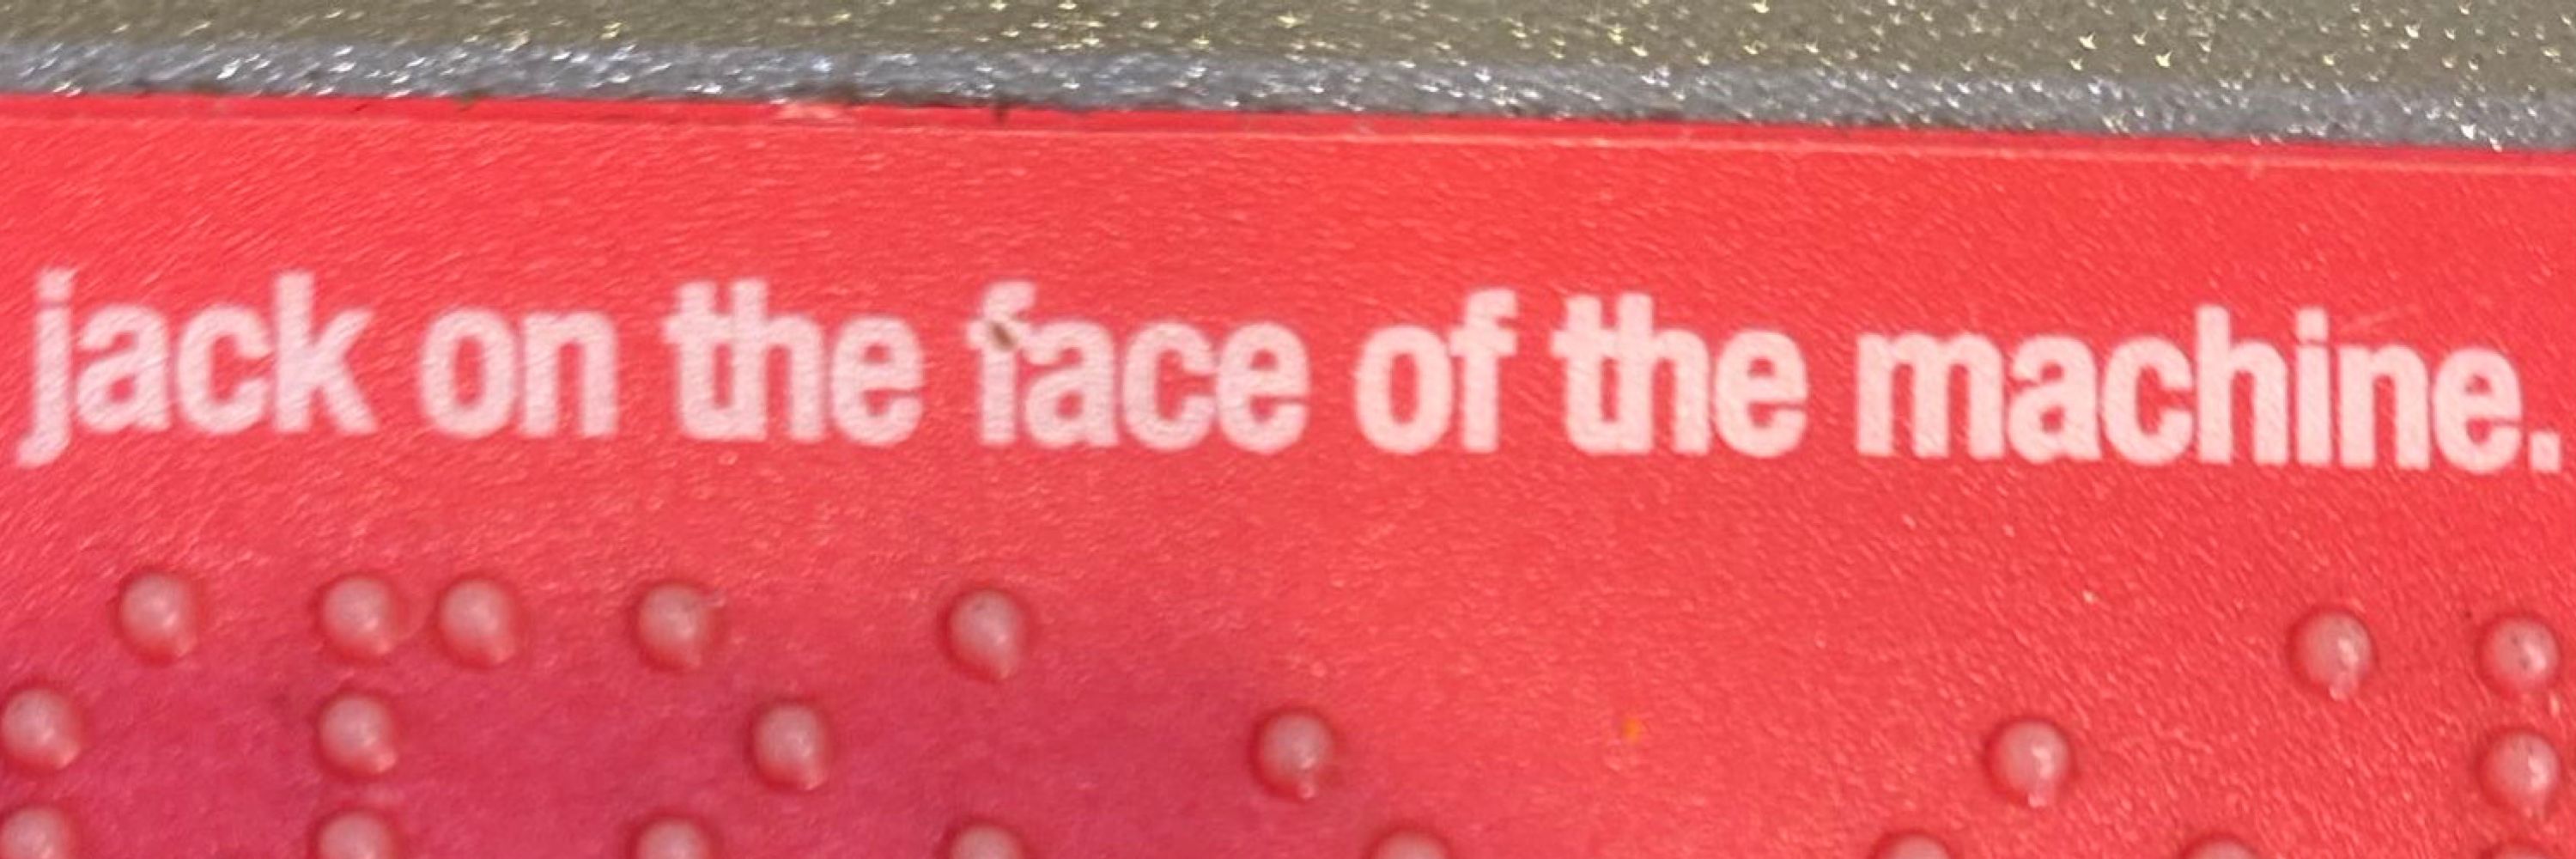 jack on the face of the machine.
⠎⠏⠕⠅⠢ ⠔⠌